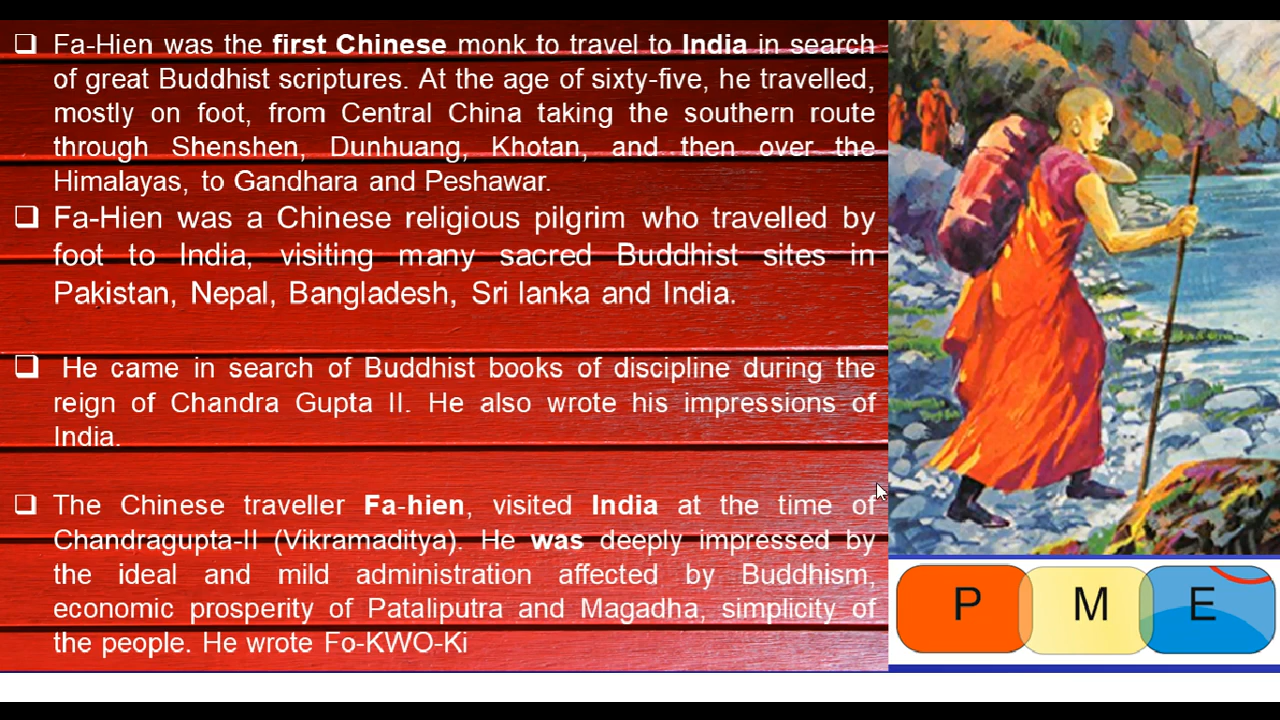 ❑ Fa-Hien was the first Chinese monk to travel to India in search
of great Buddhist scriptures. At the age of sixty-five, he travelled,
mostly on foot, from Central China taking the southern route
through Shenshen, Dunhuang, Khotan, and then over the
Himalayas, to Gandhara and Peshawar.
❑ Fa-Hien was a Chinese religious pilgrim who travelled by
foot to India, visiting many sacred Buddhist sites in
Pakistan, Nepal, Bangladesh, Sri lanka and India.
❑ He came in search of Buddhist books of discipline during the
reign of Chandra Gupta II. He also wrote his impressions of
India.
❑ The Chinese traveller Fa-hien, visited India at the time of
Chandragupta-II (Vikramaditya). He was deeply impressed by
the ideal and mild administration affected by Buddhism,
economic prosperity of Pataliputra and Magadha, simplicity of
the people. He wrote Fo-KWO-Ki
P M E